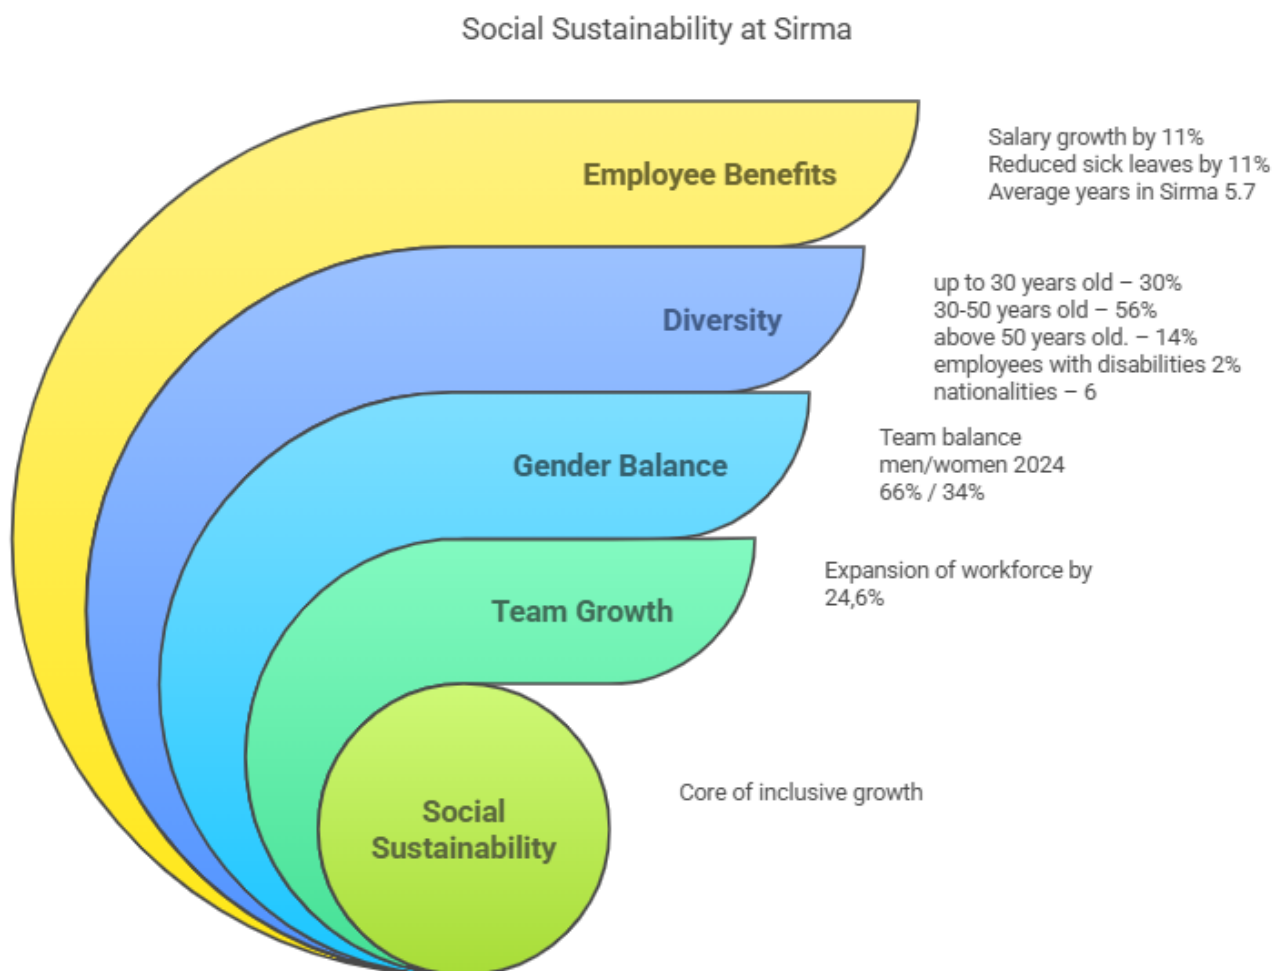 Social Sustainability at Sirma
Employee Benefits
Salary growth by 11%
Reduced sick leaves by 11%
Average years in Sirma 5.7
Diversity
up to 30 years old – 30%
30-50 years old – 56%
above 50 years old. – 14%
employees with disabilities 2%
nationalities – 6
Gender Balance
Team balance
men/women 2024
66% / 34%
Team Growth
Expansion of workforce by
24,6%
Social
Sustainability
Core of inclusive growth